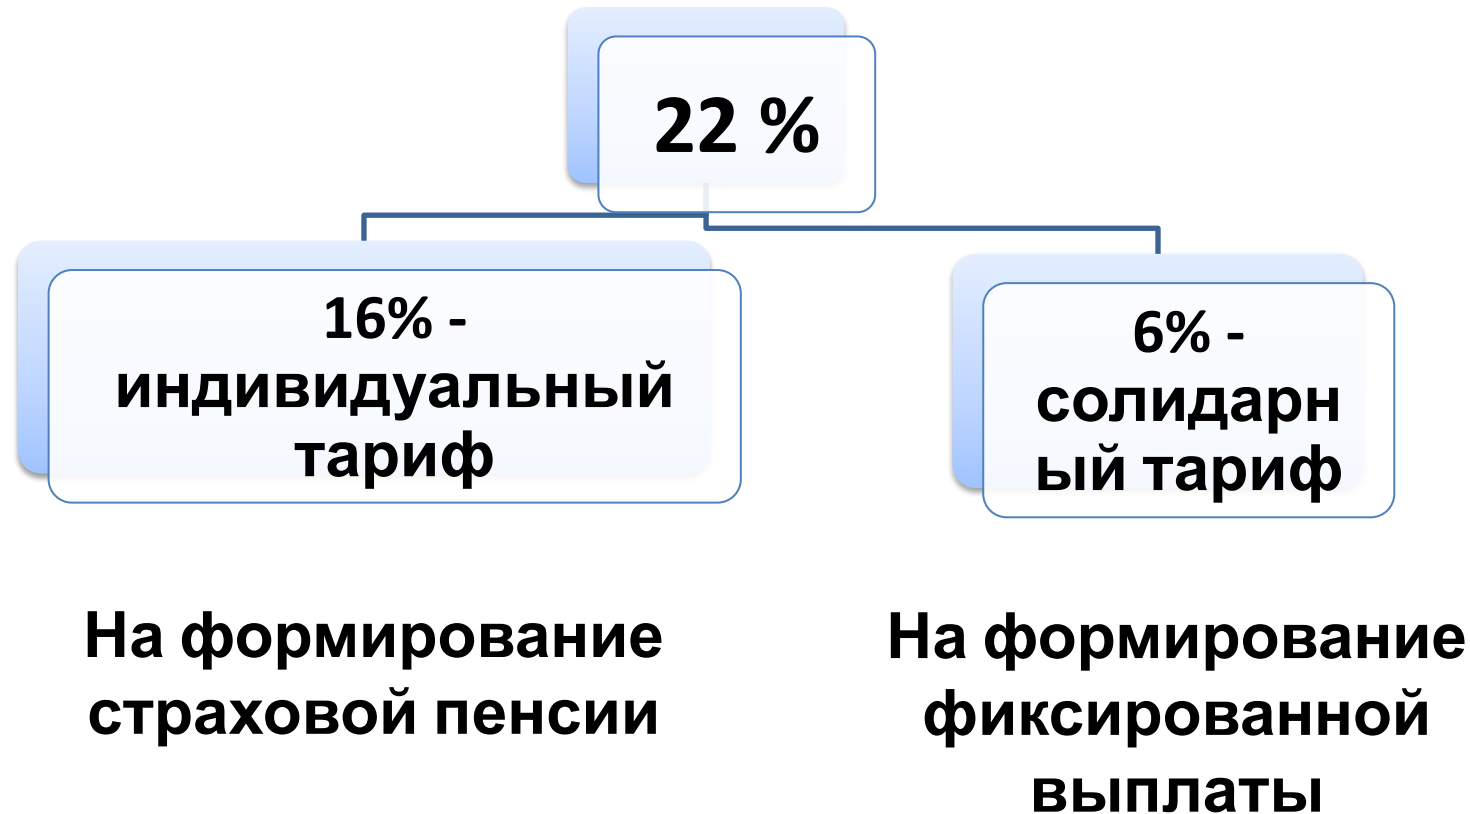 22 %
16% -
индивидуальный
тариф
6% -
солидарн
ый тариф
На формирование
страховой пенсии
На формирование
фиксированной
выплаты